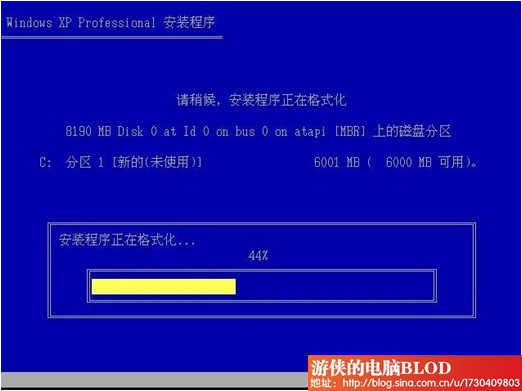 Windows XP Professional 安装程序
请稍候，安装程序正在格式化
8190 MB Disk 0 at Id 0 on bus 0 on atapi [MBR] 上的磁盘分区
C: 分区 1 [新的(未使用)] 6001 MB ( 6000 MB 可用)。
安装程序正在格式化...
44%
游侠的电脑BLOD
地址：http://blog.sina.com.cn/u/1730409803